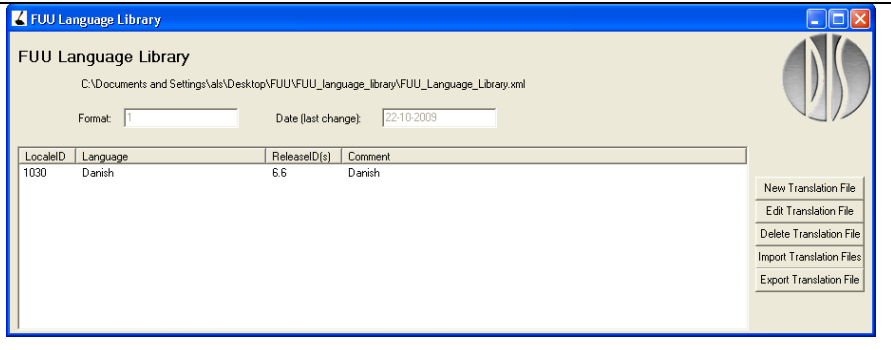 FUU Language Library
FUU Language Library
C:\Documents and Settings\als\Desktop\FUU\FUU_language_library\FUU_Language_Library.xml
Format: 1 Date (last change): 22-10-2009
LocaleID Language ReleaseID(s) Comment
1030 Danish 6.6 Danish
New Translation File
Edit Translation File
Delete Translation File
Import Translation Files
Export Translation File
DIS